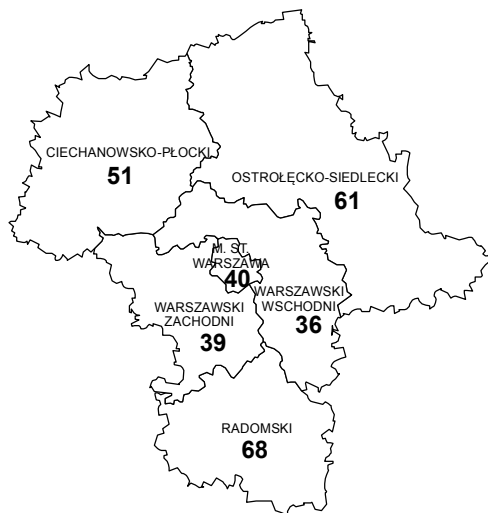 CIECHANOWSKO-PŁOCKI
51
OSTROŁĘCKO-SIEDLECKI
61
M. ST.
WARSZAWA
40
WARSZAWSKI
WSCHODNI
36
WARSZAWSKI
ZACHODNI
39
RADOMSKI
68